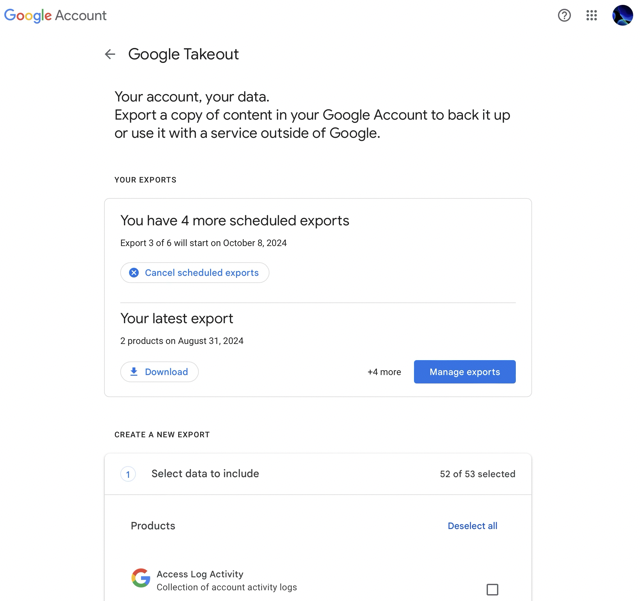 Google Account
Google Takeout
Your account, your data.
Export a copy of content in your Google Account to back it up
or use it with a service outside of Google.
YOUR EXPORTS
You have 4 more scheduled exports
Export 3 of 6 will start on October 8, 2024
Cancel scheduled exports
Your latest export
2 products on August 31, 2024
Download +4 more Manage exports
CREATE A NEW EXPORT
1 Select data to include 52 of 53 selected
Products Deselect all
Access Log Activity
Collection of account activity logs